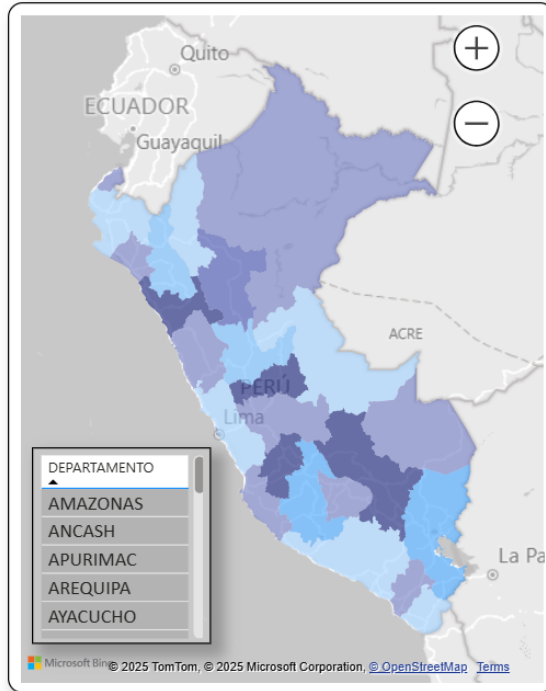 Quito
ECUADOR
Guayaquil
ACRE
PERÚ
Lima
DEPARTAMENTO
AMAZONAS
ANCASH
APURIMAC
AREQUIPA
AYACUCHO
La Pa
Microsoft Bing
© 2025 TomTom, © 2025 Microsoft Corporation, © OpenStreetMap Terms